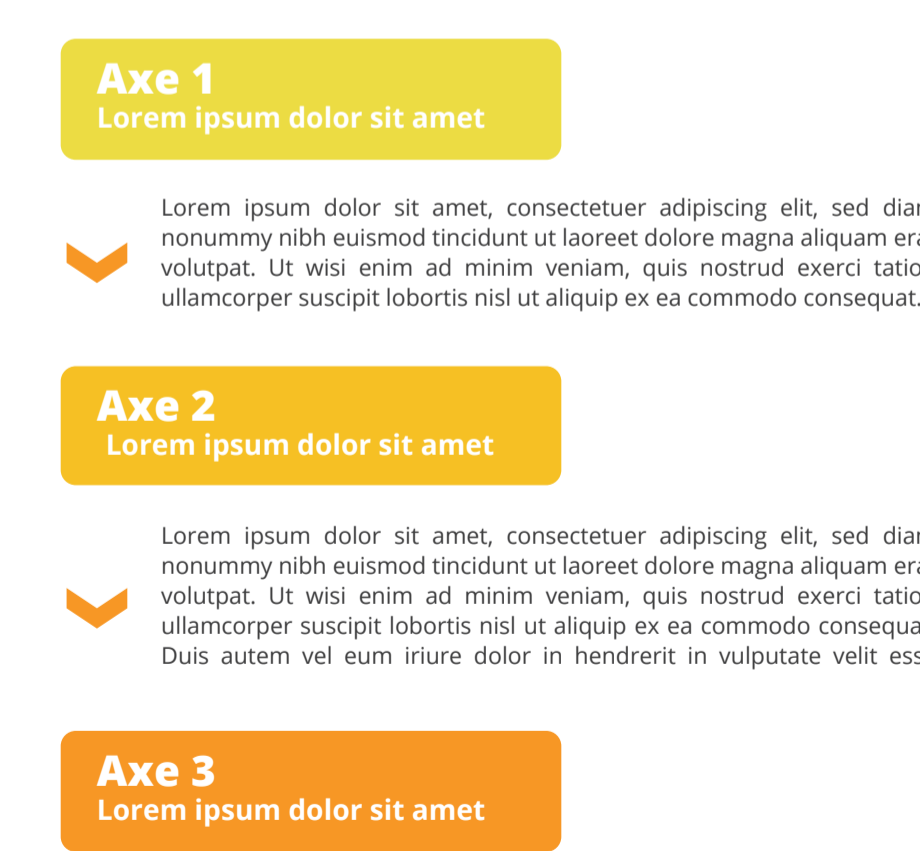 Axe 1
Lorem ipsum dolor sit amet
Lorem ipsum dolor sit amet, consectetuer adipiscing elit, sed
nonummy nibh euismod tincidunt ut laoreet dolore magna aliquam
volutpat. Ut wisi enim ad minim veniam, quis nostrud exerci
ullamcorper suscipit lobortis nisl ut aliquip ex ea commodo consequat.
Axe 2
Lorem ipsum dolor sit amet
Lorem ipsum dolor sit amet, consectetuer adipiscing elit, sed
nonummy nibh euismod tincidunt ut laoreet dolore magna aliquam
volutpat. Ut wisi enim ad minim veniam, quis nostrud exerci
ullamcorper suscipit lobortis nisl ut aliquip ex ea commodo
Duis autem vel eum iriure dolor in hendrerit in vulputate velit
Axe 3
Lorem ipsum dolor sit amet